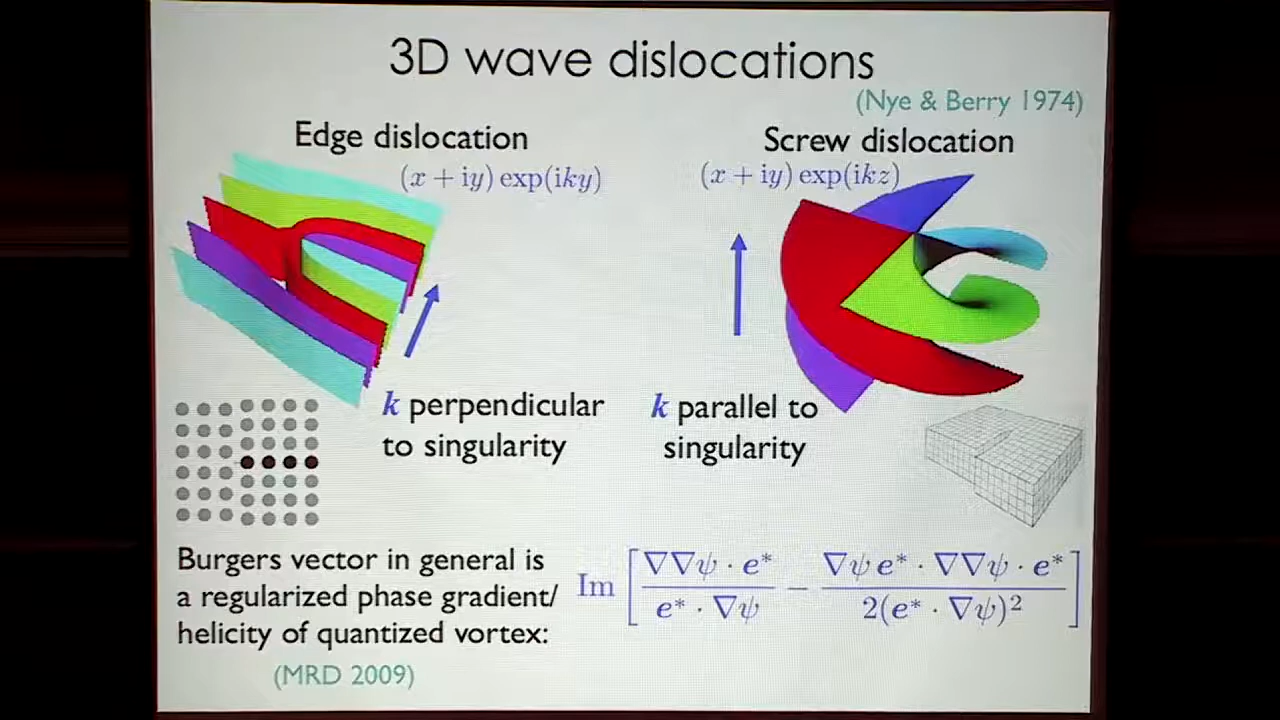 3D wave dislocations
(Nye & Berry 1974)
Edge dislocation
(x + iy) exp(iky)
Screw dislocation
(x + iy) exp(ikz)
k perpendicular
to singularity
k parallel to
singularity
Burgers vector in general is
a regularized phase gradient/
helicity of quantized vortex:
(MRD 2009)
Im [ ∇∇ψ · e* / e* · ∇ψ − ∇ψ e* · ∇∇ψ · e* / 2(e* · ∇ψ)² ]